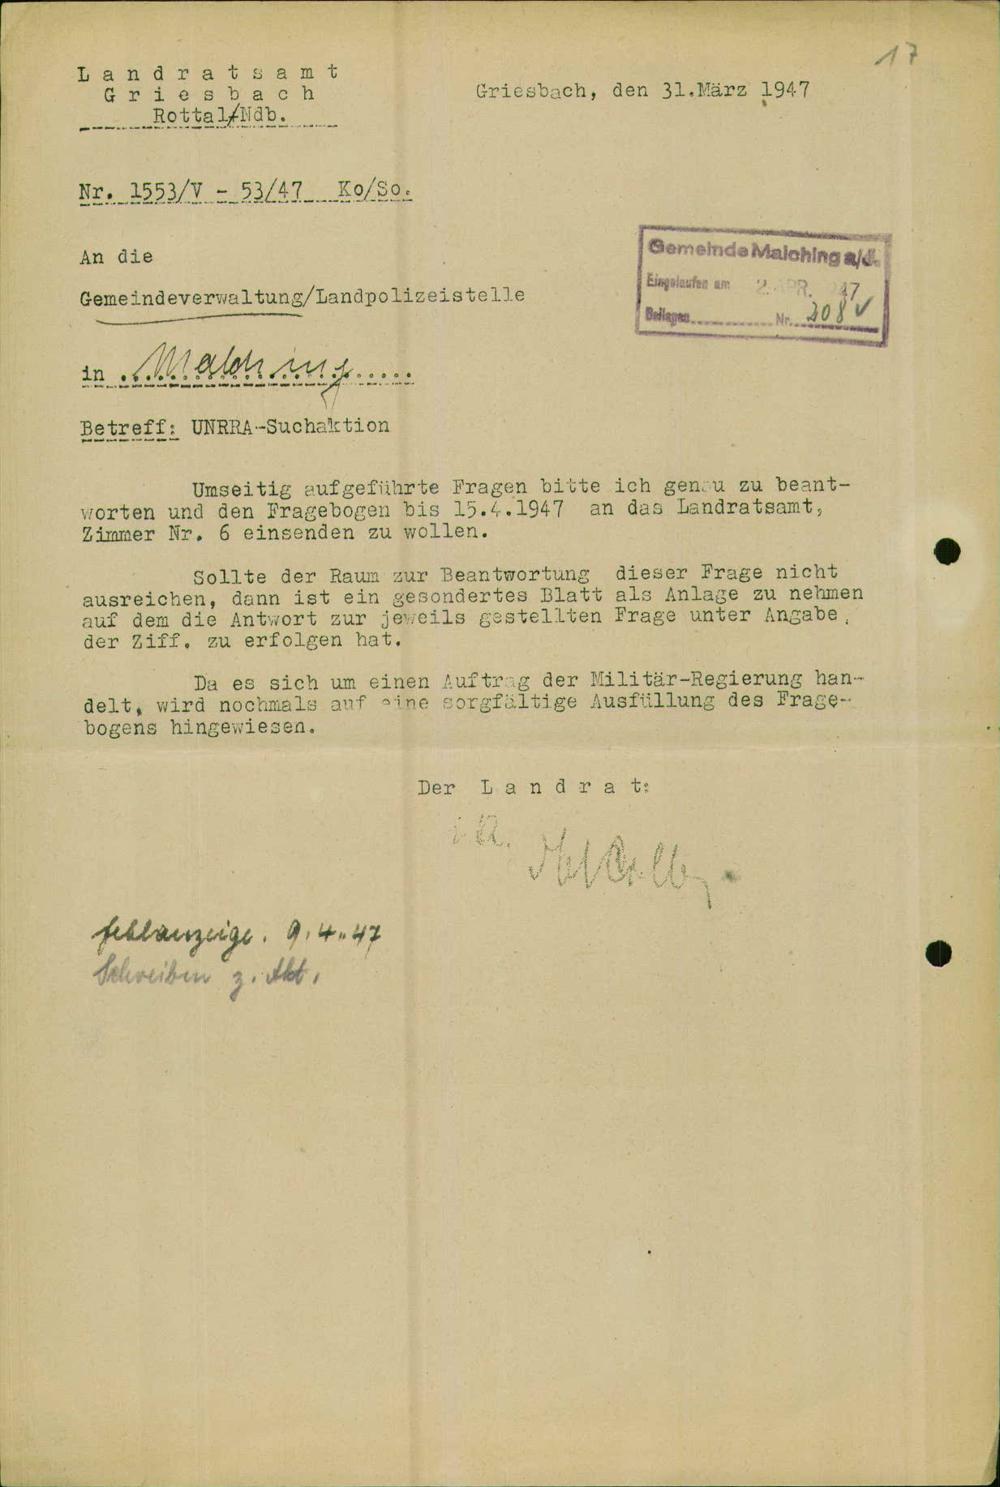 17
Landratsamt
Griesbach
Rottal/Ndb.
Griesbach, den 31.März 1947
Nr. 1553/V - 53/47 Ko/So.
An die
Gemeindeverwaltung/Landpolizeistelle
in Malching
Gemeinde Malching a/J.
Eingelaufen am 2. APR. 1947
Beilagen Nr. 208
Betreff: UNRRA-Suchaktion
Umseitig aufgeführte Fragen bitte ich genau zu beant-
worten und den Fragebogen bis 15.4.1947 an das Landratsamt,
Zimmer Nr. 6 einsenden zu wollen.
Sollte der Raum zur Beantwortung dieser Frage nicht
ausreichen, dann ist ein gesondertes Blatt als Anlage zu nehmen
auf dem die Antwort zur jeweils gestellten Frage unter Angabe
der Ziff. zu erfolgen hat.
Da es sich um einen Auftrag der Militär-Regierung han-
delt, wird nochmals auf eine sorgfältige Ausfüllung des Frage-
bogens hingewiesen.
Der Landrat:
i.A.
Fehlanzeige. 9.4.47
Schreiben z. Akt.